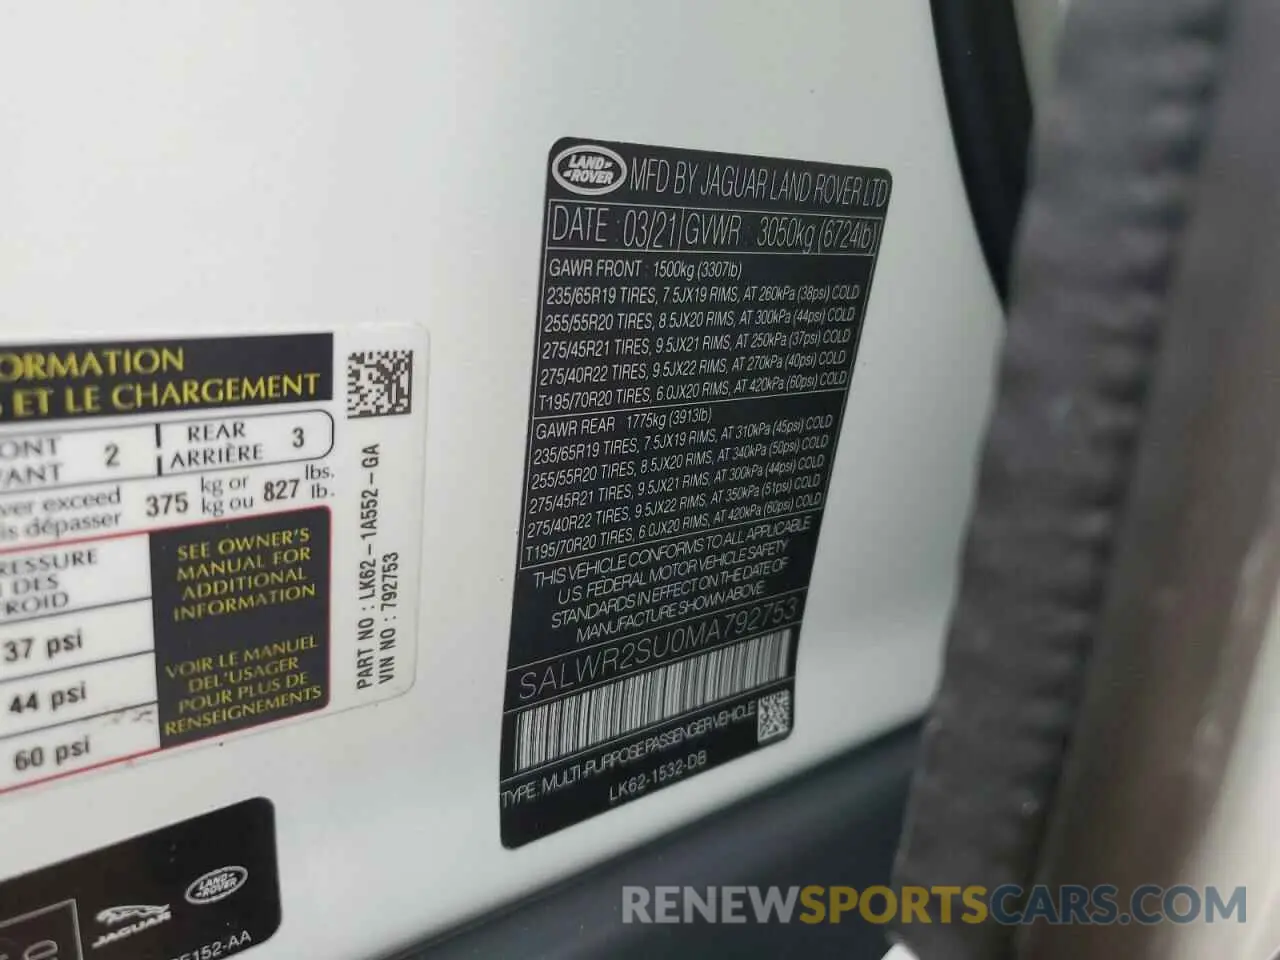 ORMATION
ET LE CHARGEMENT
2
REAR
ARRIÈRE
3
ver exceed
is dépasser
375
kg or
kg ou
827
lbs.
lb.
RESSURE
DES
ROID
37 psi
44 psi
60 psi
SEE OWNER'S
MANUAL FOR
ADDITIONAL
INFORMATION
VOIR LE MANUEL
DEL'USAGER
POUR PLUS DE
RENSEIGNEMENTS
PART NO : LK62-1A552-GA
VIN NO : 792753
JAGUAR
LAND ROVER
152-AA
LAND ROVER
MFD BY JAGUAR LAND ROVER LTD
DATE : 03/21 GVWR : 3050kg (6724lb)
GAWR FRONT : 1500kg (3307lb)
235/65R19 TIRES, 7.5JX19 RIMS, AT 260kPa (38psi) COLD
255/55R20 TIRES, 8.5JX20 RIMS, AT 300kPa (44psi) COLD
275/45R21 TIRES, 9.5JX21 RIMS, AT 250kPa (37psi) COLD
275/40R22 TIRES, 9.5JX22 RIMS, AT 270kPa (40psi) COLD
T195/70R20 TIRES, 6.0JX20 RIMS, AT 420kPa (60psi) COLD
GAWR REAR : 1775kg (3913lb)
235/65R19 TIRES, 7.5JX19 RIMS, AT 310kPa (45psi) COLD
255/55R20 TIRES, 8.5JX20 RIMS, AT 340kPa (50psi) COLD
275/45R21 TIRES, 9.5JX21 RIMS, AT 300kPa (44psi) COLD
275/40R22 TIRES, 9.5JX22 RIMS, AT 350kPa (51psi) COLD
T195/70R20 TIRES, 6.0JX20 RIMS, AT 420kPa (60psi) COLD
THIS VEHICLE CONFORMS TO ALL APPLICABLE
U.S. FEDERAL MOTOR VEHICLE SAFETY
STANDARDS IN EFFECT ON THE DATE OF
MANUFACTURE SHOWN ABOVE.
SALWR2SU0MA792753
TYPE: MULTI-PURPOSE PASSENGER VEHICLE
LK62-1532-DB
RENEWSPORTSCARS.COM